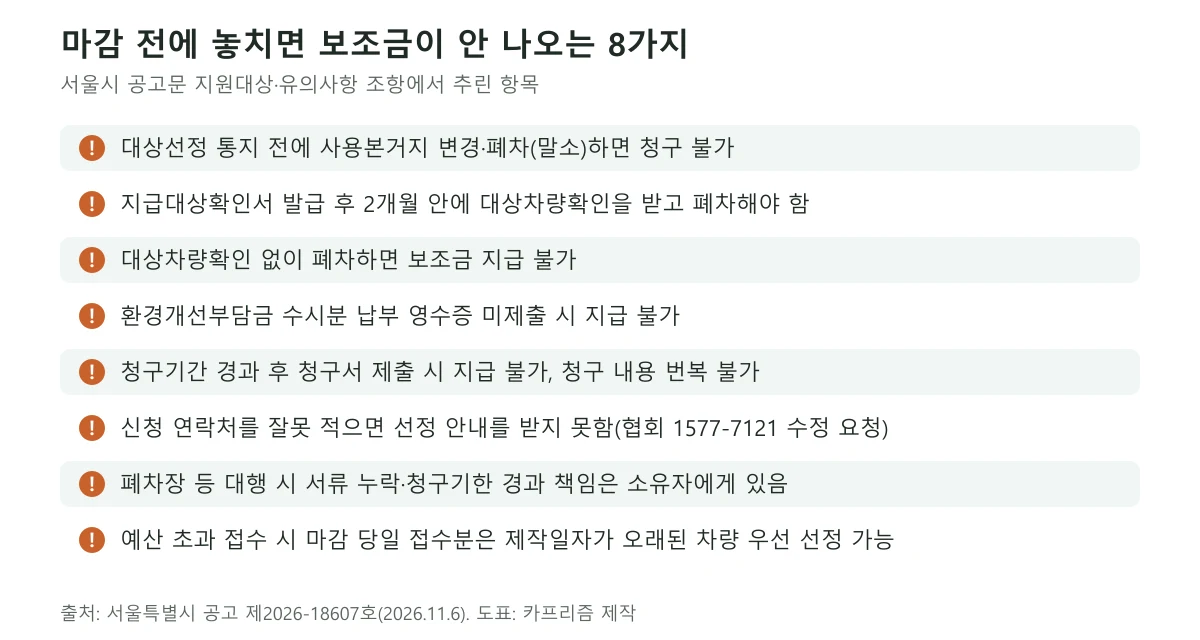 마감 전에 놓치면 보조금이 안 나오는 8가지
서울시 공고문 지원대상·유의사항 조항에서 추린 항목
! 대상선정 통지 전에 사용본거지 변경·폐차(말소)하면 청구 불가
! 지급대상확인서 발급 후 2개월 안에 대상차량확인을 받고 폐차해야 함
! 대상차량확인 없이 폐차하면 보조금 지급 불가
! 환경개선부담금 수시분 납부 영수증 미제출 시 지급 불가
! 청구기간 경과 후 청구서 제출 시 지급 불가, 청구 내용 번복 불가
! 신청 연락처를 잘못 적으면 선정 안내를 받지 못함(협회 1577-7121 수정 요청)
! 폐차장 등 대행 시 서류 누락·청구기한 경과 책임은 소유자에게 있음
! 예산 초과 접수 시 마감 당일 접수분은 제작일자가 오래된 차량 우선 선정 가능
출처: 서울특별시 공고 제2026-18607호(2026.11.6). 도표: 카프리즘 제작